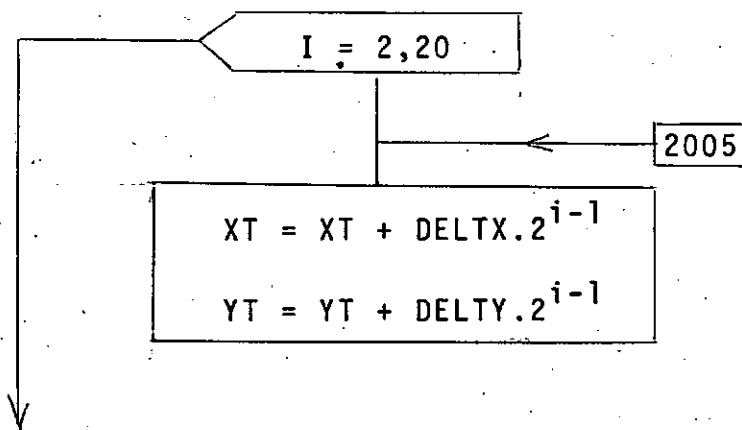 I = 2,20
2005
XT = XT + DELTX.2^{i-1}
YT = YT + DELTY.2^{i-1}